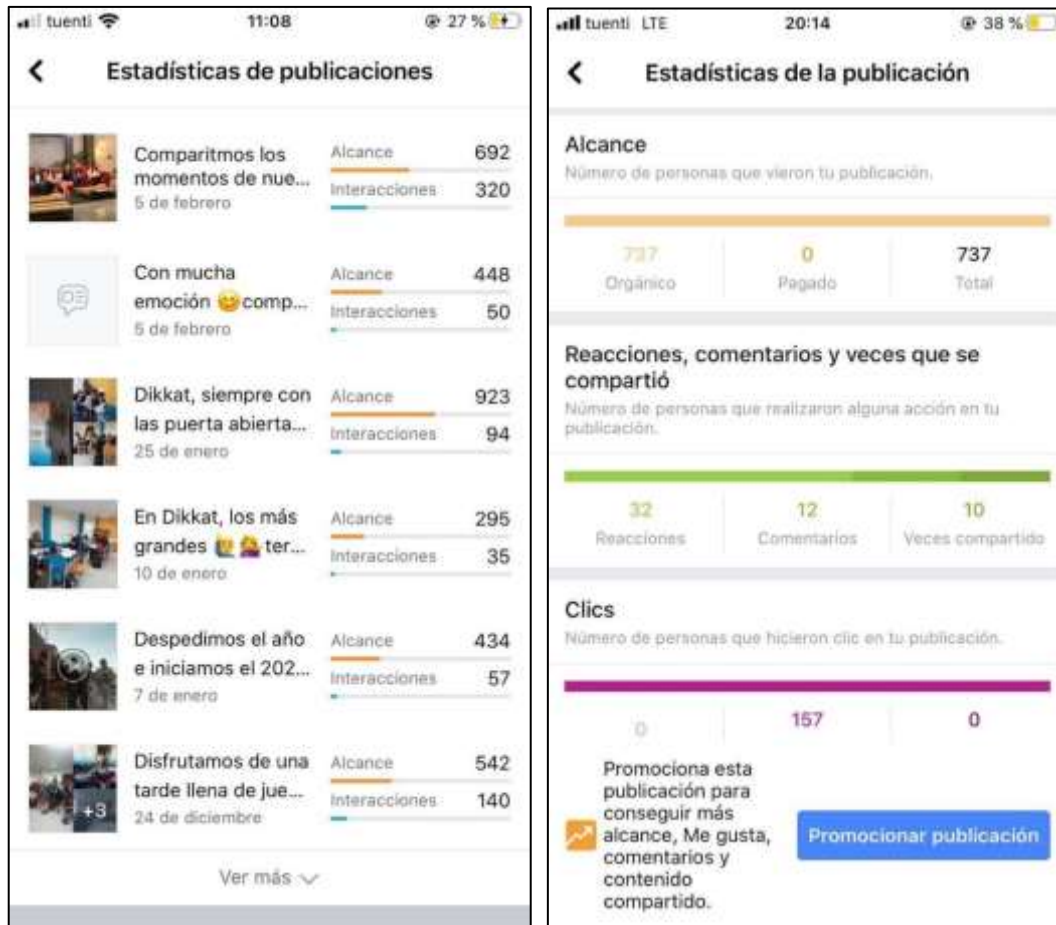 tuenti
11:08
27 %
Estadísticas de publicaciones
Comparitmos los
momentos de nue...
5 de febrero
Alcance 692
Interacciones 320
Con mucha
emoción 😊comp...
5 de febrero
Alcance 448
Interacciones 50
Dikkat, siempre con
las puerta abierta...
25 de enero
Alcance 923
Interacciones 94
En Dikkat, los más
grandes 🙋‍♂️🤷‍♀️ter...
10 de enero
Alcance 295
Interacciones 35
Despedimos el año
e iniciamos el 202...
7 de enero
Alcance 434
Interacciones 57
+3
Disfrutamos de una
tarde llena de jue...
24 de diciembre
Alcance 542
Interacciones 140
Ver más
tuenti LTE
20:14
38 %
Estadísticas de la publicación
Alcance
Número de personas que vieron tu publicación.
737 0 737
Orgánico Pagado Total
Reacciones, comentarios y veces que se
compartió
Número de personas que realizaron alguna acción en tu
publicación.
32 12 10
Reacciones Comentarios Veces compartido
Clics
Número de personas que hicieron clic en tu publicación.
0 157 0
Promociona esta
publicación para
conseguir más
alcance, Me gusta,
comentarios y
contenido
compartido.
Promocionar publicación